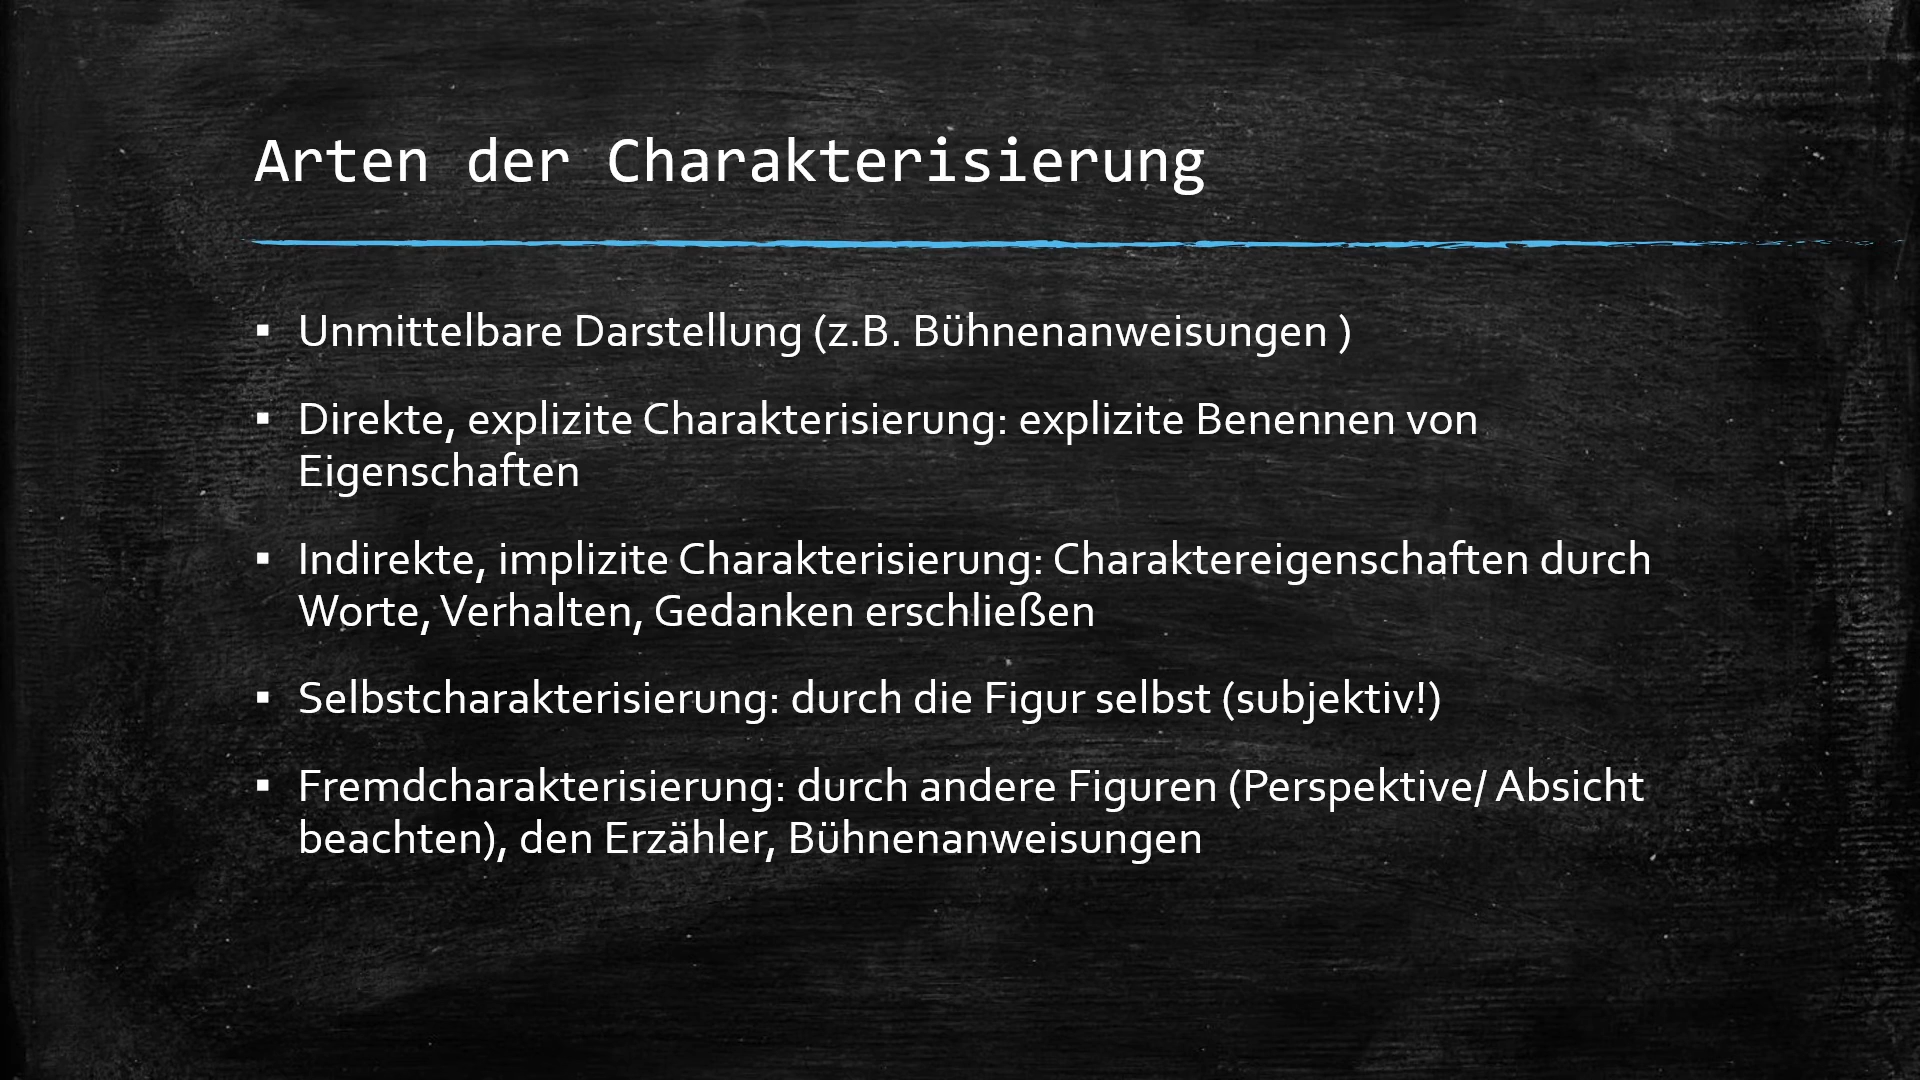 Arten der Charakterisierung
▪ Unmittelbare Darstellung (z.B. Bühnenanweisungen )
▪ Direkte, explizite Charakterisierung: explizite Benennen von
Eigenschaften
▪ Indirekte, implizite Charakterisierung: Charaktereigenschaften durch
Worte, Verhalten, Gedanken erschließen
▪ Selbstcharakterisierung: durch die Figur selbst (subjektiv!)
▪ Fremdcharakterisierung: durch andere Figuren (Perspektive/ Absicht
beachten), den Erzähler, Bühnenanweisungen